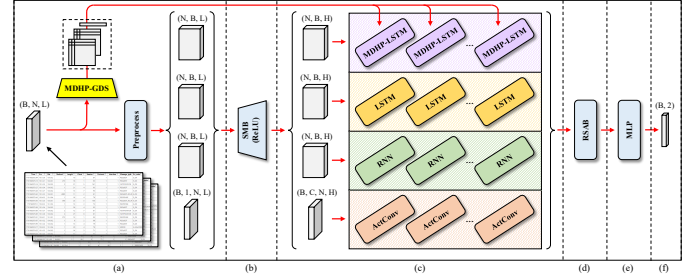 (N, B, L)
(N, B, H)
MDHP-LSTM
MDHP-LSTM
...
MDHP-LSTM
MDHP-GDS
(B, N, L)
(N, B, L)
(N, B, H)
LSTM
LSTM
...
LSTM
(B, 2)
Preprocess
SMB
(ReLU)
RSAB
MLP
(N, B, L)
(N, B, H)
RNN
RNN
...
RNN
(B, 1, N, L)
(B, C, N, H)
ActConv
ActConv
...
ActConv
(a)
(b)
(c)
(d)
(e)
(f)